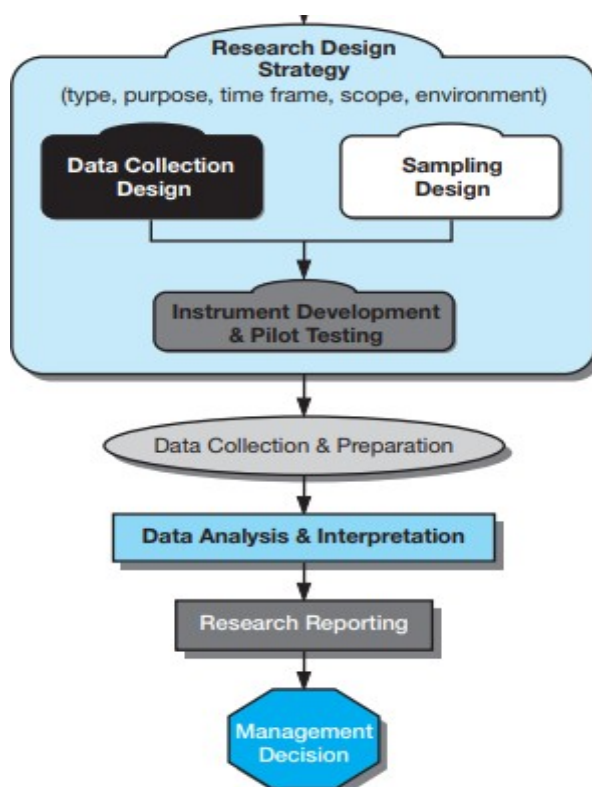 Research Design
Strategy
(type, purpose, time frame, scope, environment)
Data Collection
Design
Sampling
Design
Instrument Development
& Pilot Testing
Data Collection & Preparation
Data Analysis & Interpretation
Research Reporting
Management
Decision